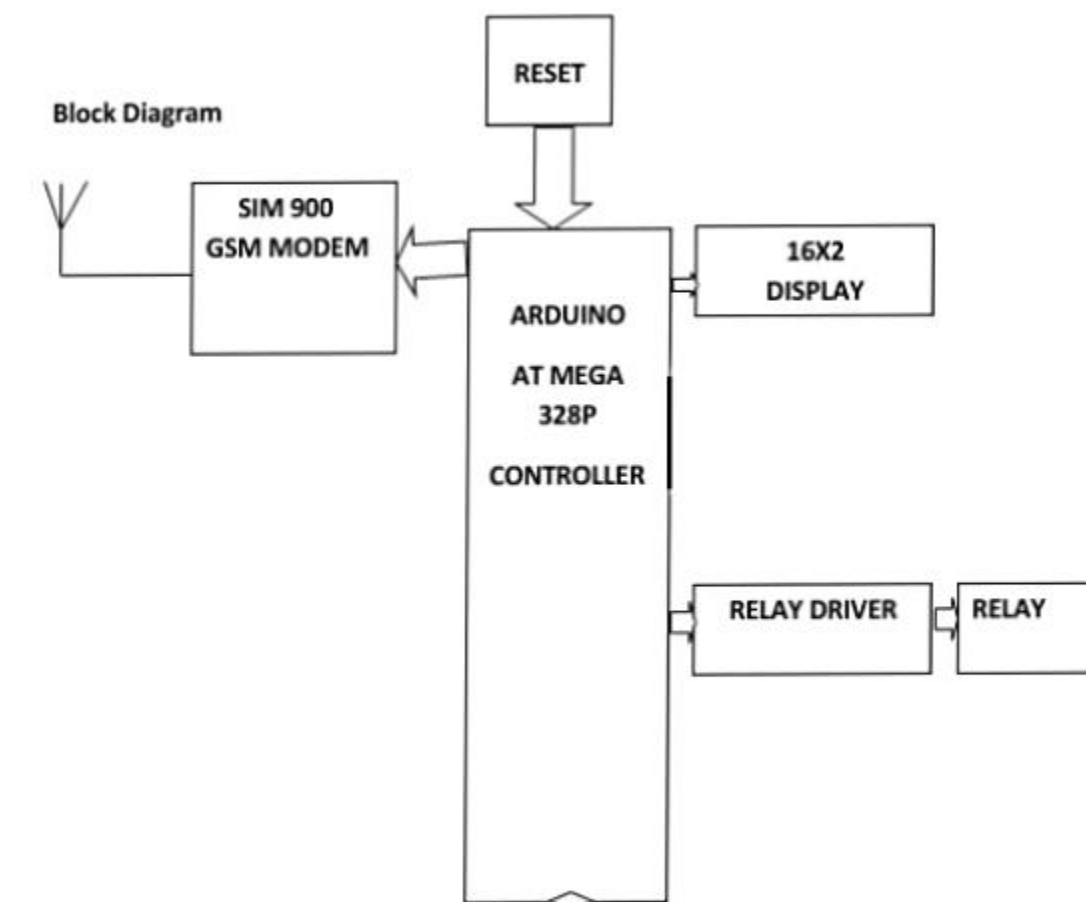 RESET
Block Diagram
SIM 900
GSM MODEM
16X2
DISPLAY
ARDUINO
AT MEGA
328P
CONTROLLER
RELAY DRIVER
RELAY